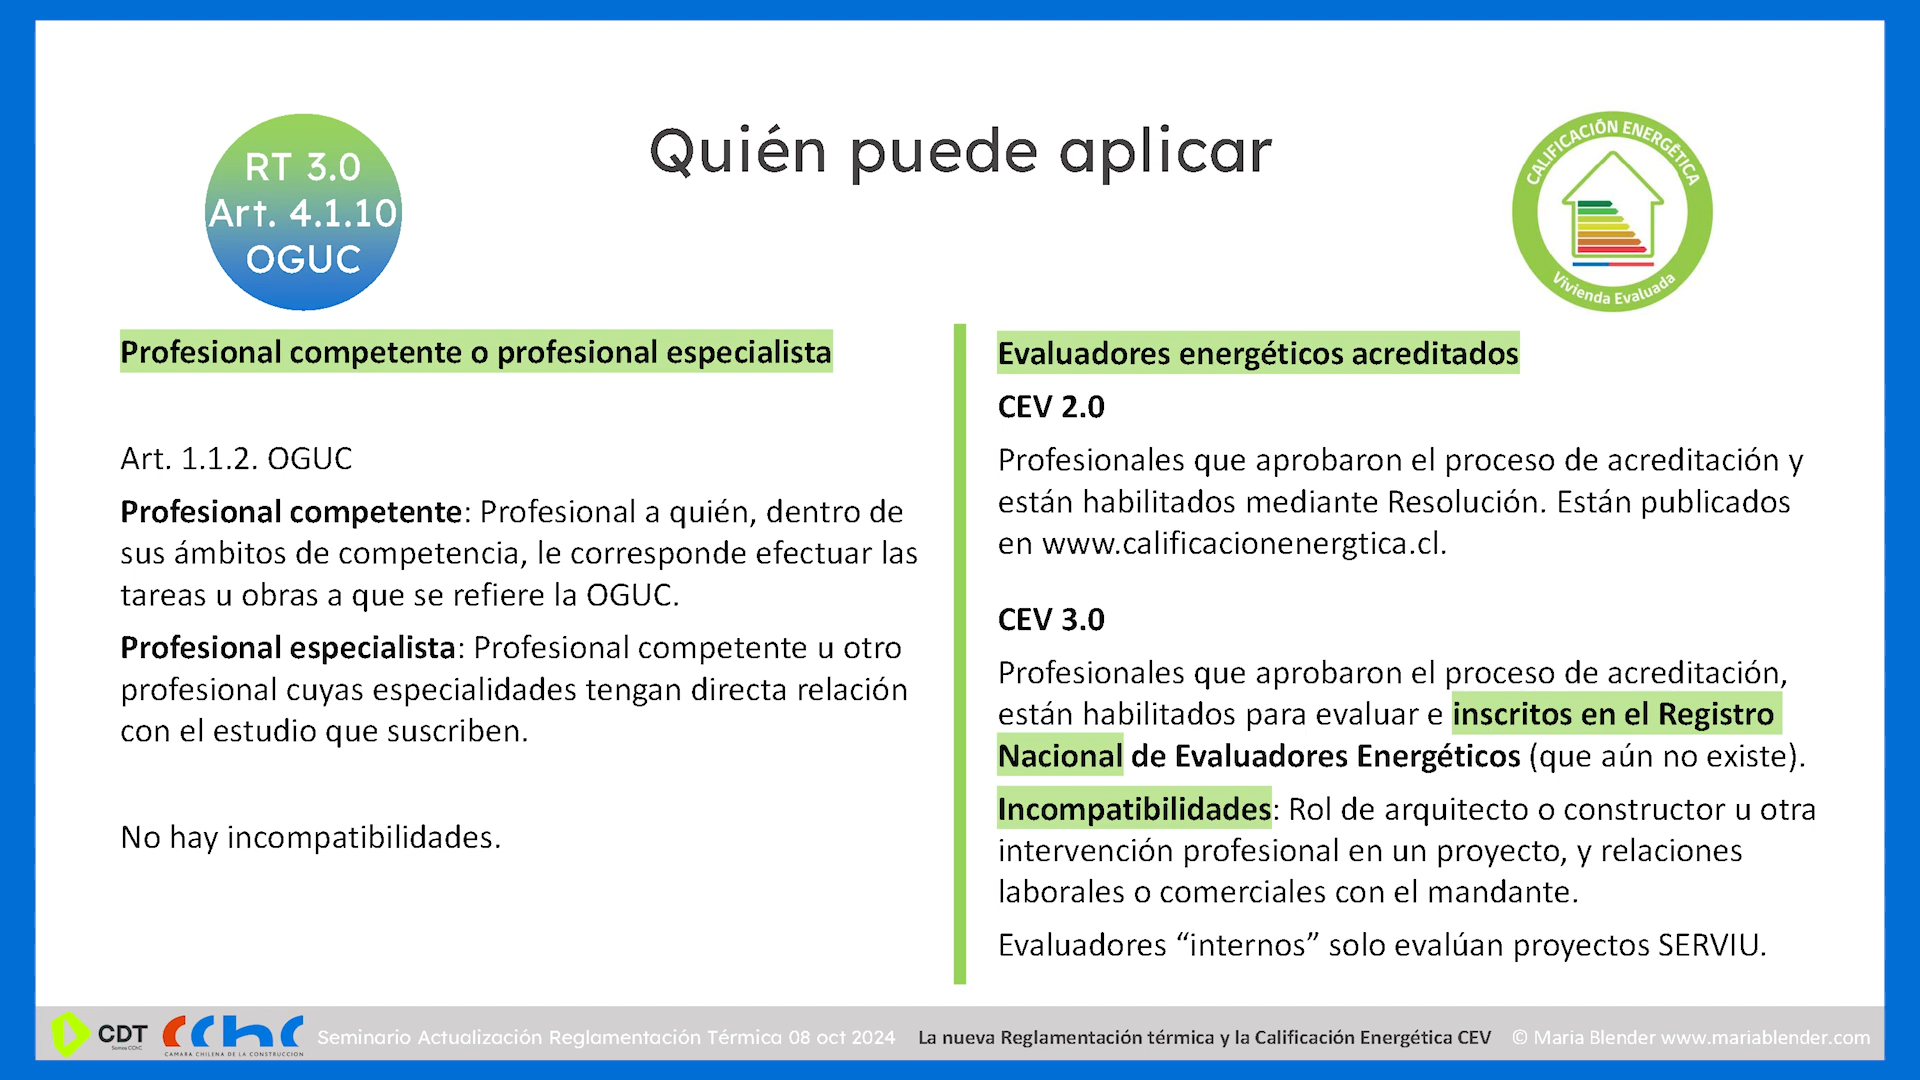 Quién puede aplicar
RT 3.0
Art. 4.1.10
OGUC
CALIFICACIÓN ENERGÉTICA
Vivienda Evaluada
Profesional competente o profesional especialista
Art. 1.1.2. OGUC
Profesional competente: Profesional a quién, dentro de
sus ámbitos de competencia, le corresponde efectuar las
tareas u obras a que se refiere la OGUC.
Profesional especialista: Profesional competente u otro
profesional cuyas especialidades tengan directa relación
con el estudio que suscriben.
No hay incompatibilidades.
Evaluadores energéticos acreditados
CEV 2.0
Profesionales que aprobaron el proceso de acreditación y
están habilitados mediante Resolución. Están publicados
en www.calificacionenergtica.cl.
CEV 3.0
Profesionales que aprobaron el proceso de acreditación,
están habilitados para evaluar e inscritos en el Registro
Nacional de Evaluadores Energéticos (que aún no existe).
Incompatibilidades: Rol de arquitecto o constructor u otra
intervención profesional en un proyecto, y relaciones
laborales o comerciales con el mandante.
Evaluadores “internos” solo evalúan proyectos SERVIU.
CDT
Somos CChC
cchc
CAMARA CHILENA DE LA CONSTRUCCIÓN
Seminario Actualización Reglamentación Térmica 08 oct 2024
La nueva Reglamentación térmica y la Calificación Energética CEV
© Maria Blender www.mariablender.com